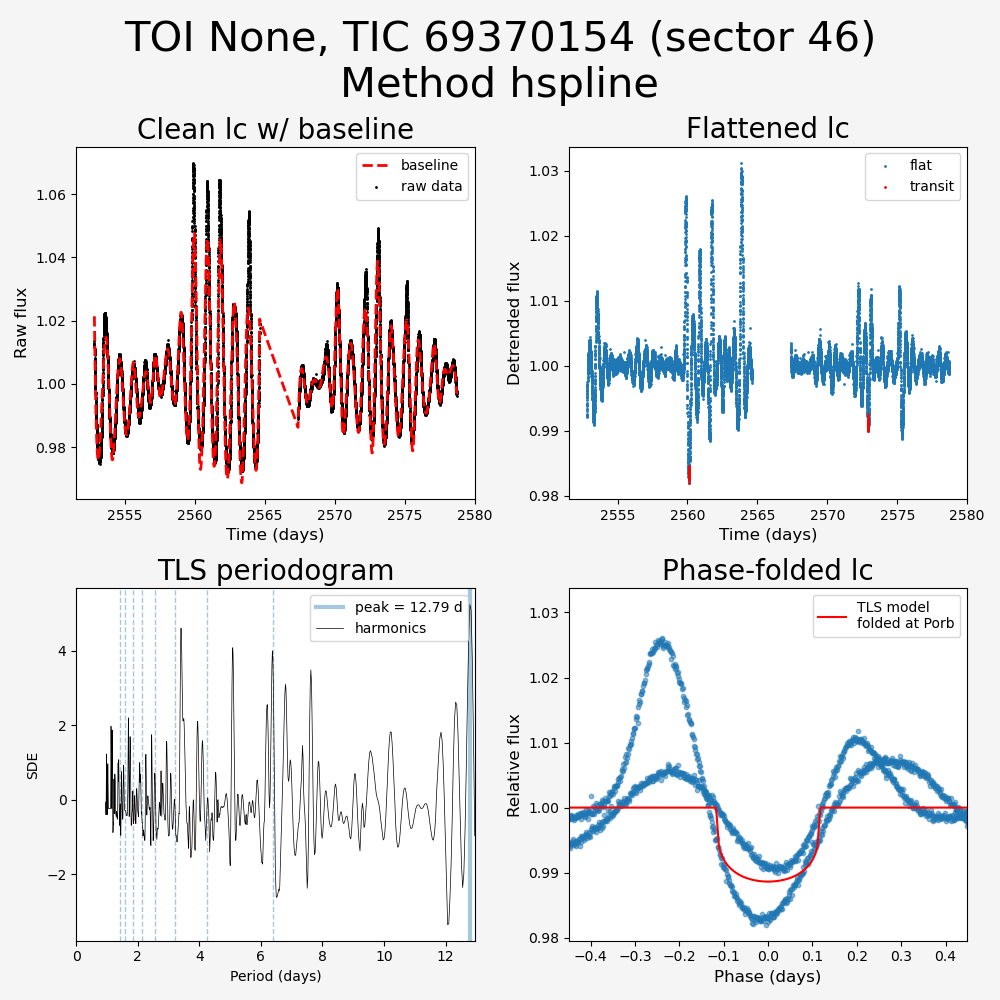 TOI None, TIC 69370154 (sector 46)
Method hspline
Clean lc w/ baseline
Raw flux
1.06
1.04
1.02
1.00
0.98
baseline
raw data
2555
2560
2565
2570
2575
2580
Time (days)
Flattened lc
Detrended flux
1.03
1.02
1.01
1.00
0.99
0.98
flat
transit
2555
2560
2565
2570
2575
2580
Time (days)
TLS periodogram
SDE
4
2
0
−2
peak = 12.79 d
harmonics
0
2
4
6
8
10
12
Period (days)
Phase-folded lc
Relative flux
1.03
1.02
1.01
1.00
0.99
0.98
TLS model
folded at Porb
−0.4
−0.3
−0.2
−0.1
0.0
0.1
0.2
0.3
0.4
Phase (days)